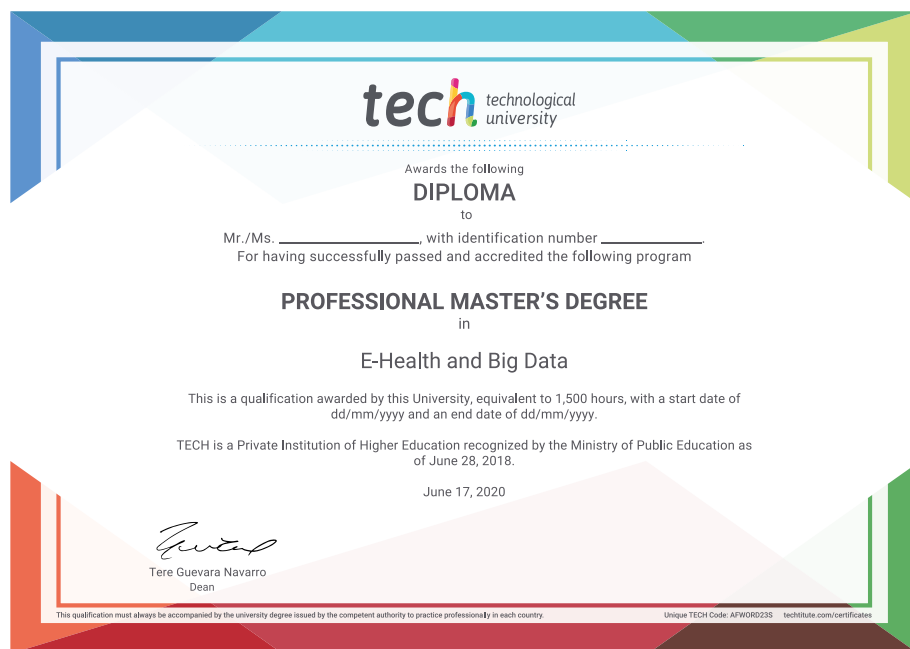 tech technological
university
Awards the following
DIPLOMA
to
Mr./Ms. ____________________, with identification number ______________.
For having successfully passed and accredited the following program
PROFESSIONAL MASTER'S DEGREE
in
E-Health and Big Data
This is a qualification awarded by this University, equivalent to 1,500 hours, with a start date of
dd/mm/yyyy and an end date of dd/mm/yyyy.
TECH is a Private Institution of Higher Education recognized by the Ministry of Public Education as
of June 28, 2018.
June 17, 2020
Tere Guevara Navarro
Dean
This qualification must always be accompanied by the university degree issued by the competent authority to practice professionally in each country.
Unique TECH Code: AFWORD23S techtitute.com/certificates